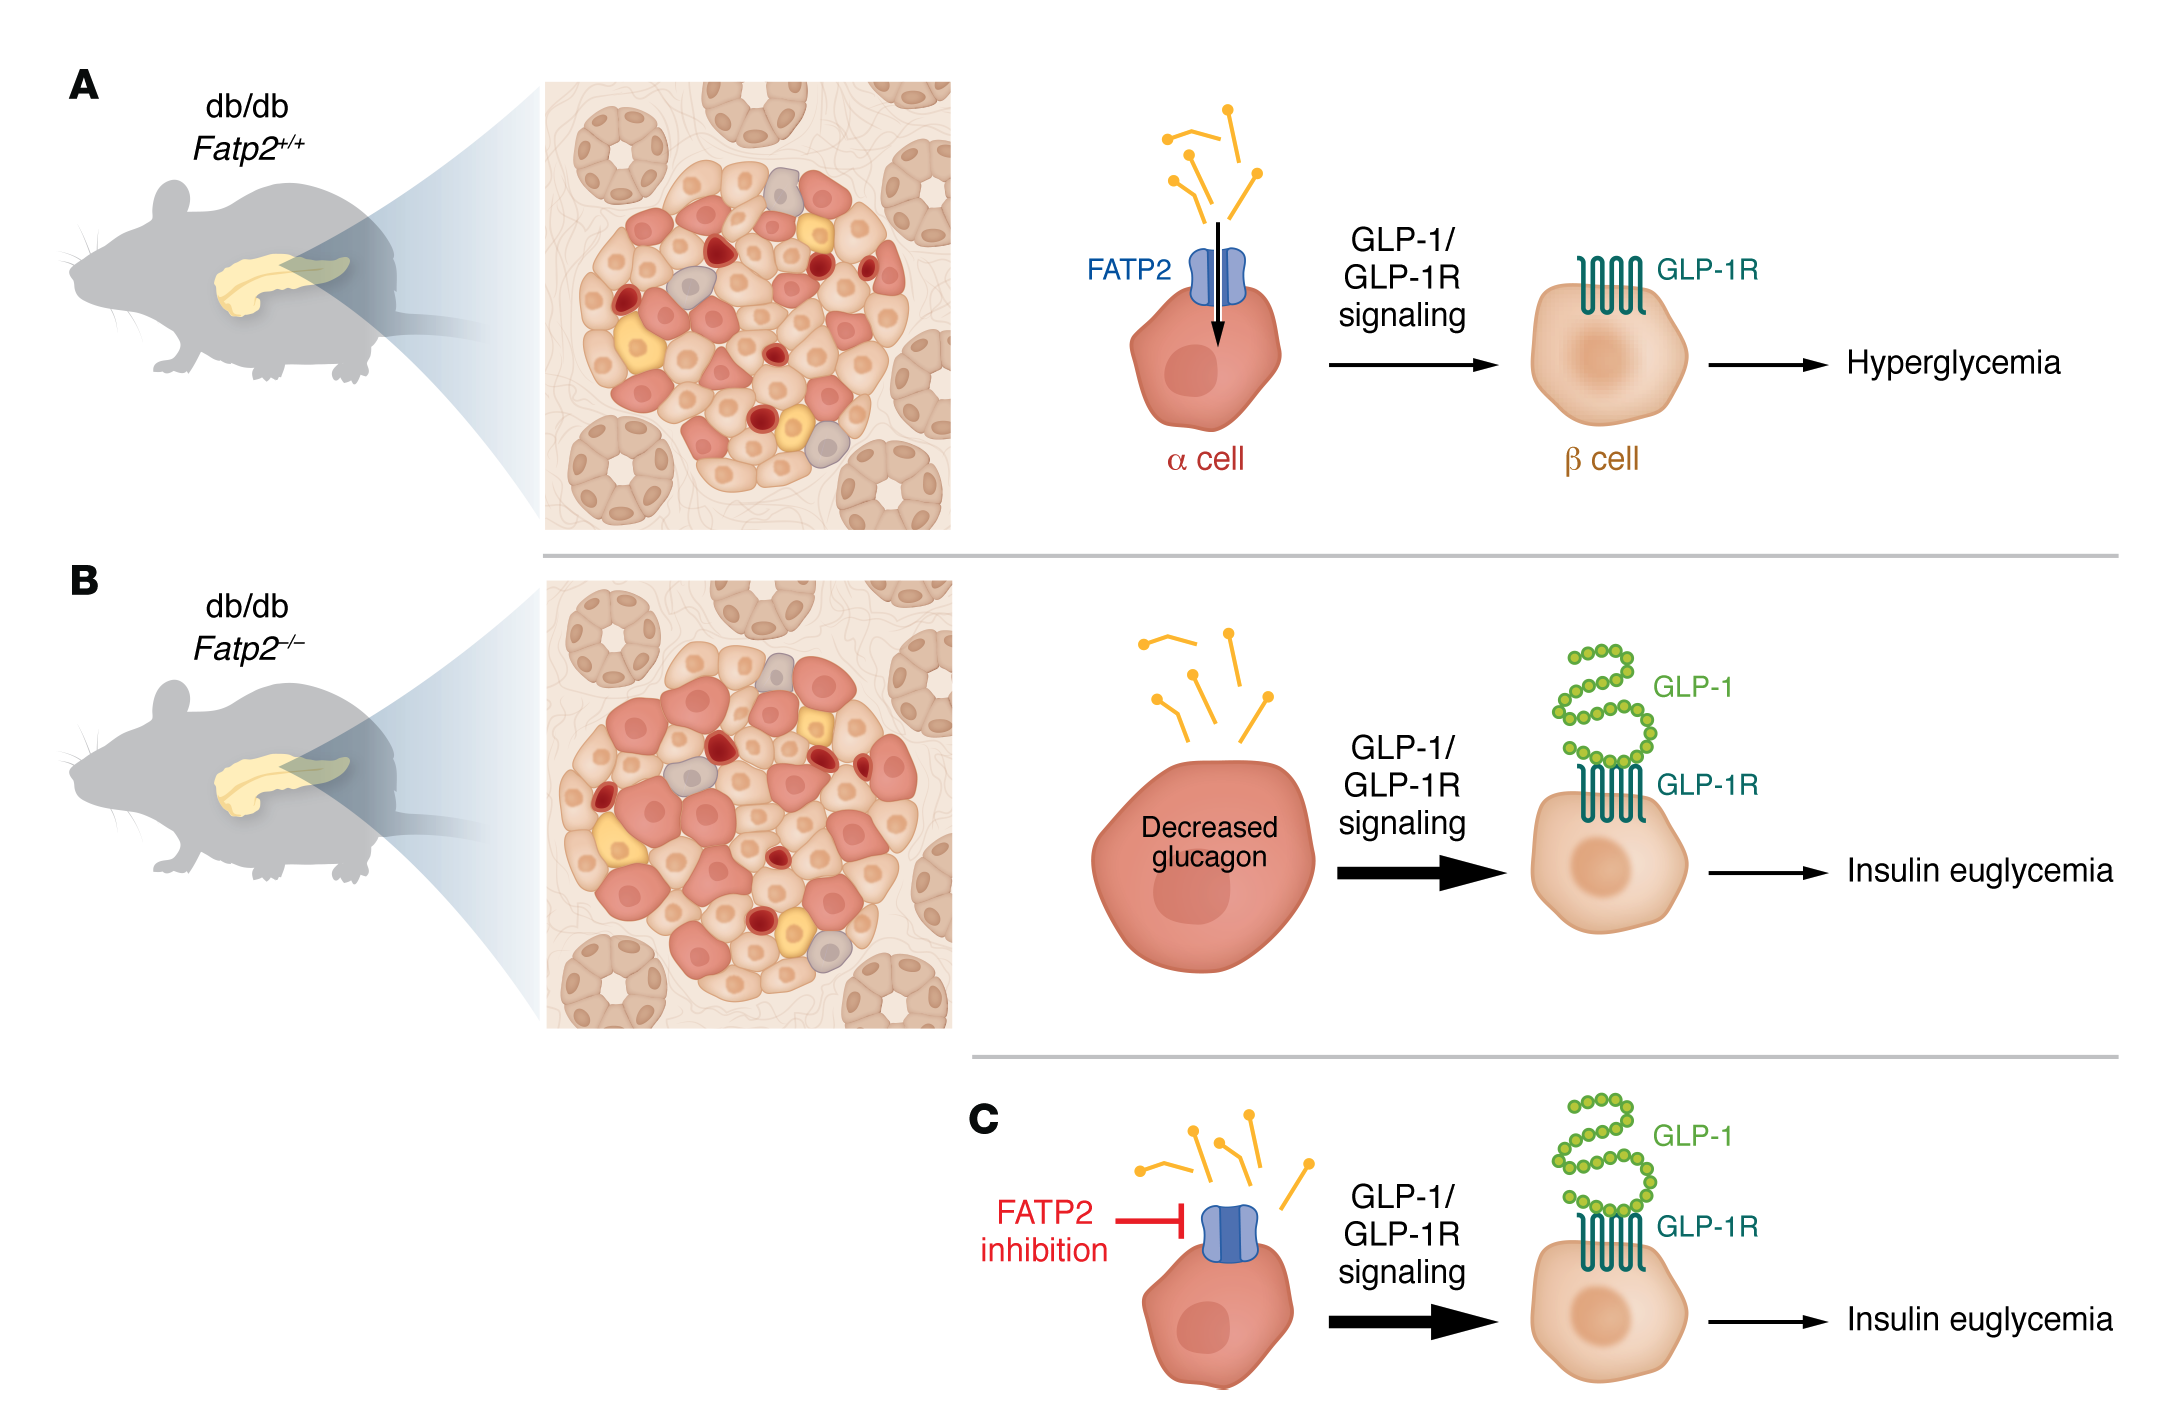 A
db/db
Fatp2+/+
FATP2
α cell
GLP-1/
GLP-1R
signaling
GLP-1R
β cell
Hyperglycemia
B
db/db
Fatp2–/–
Decreased
glucagon
GLP-1/
GLP-1R
signaling
GLP-1
GLP-1R
Insulin euglycemia
C
FATP2
inhibition
GLP-1/
GLP-1R
signaling
GLP-1
GLP-1R
Insulin euglycemia